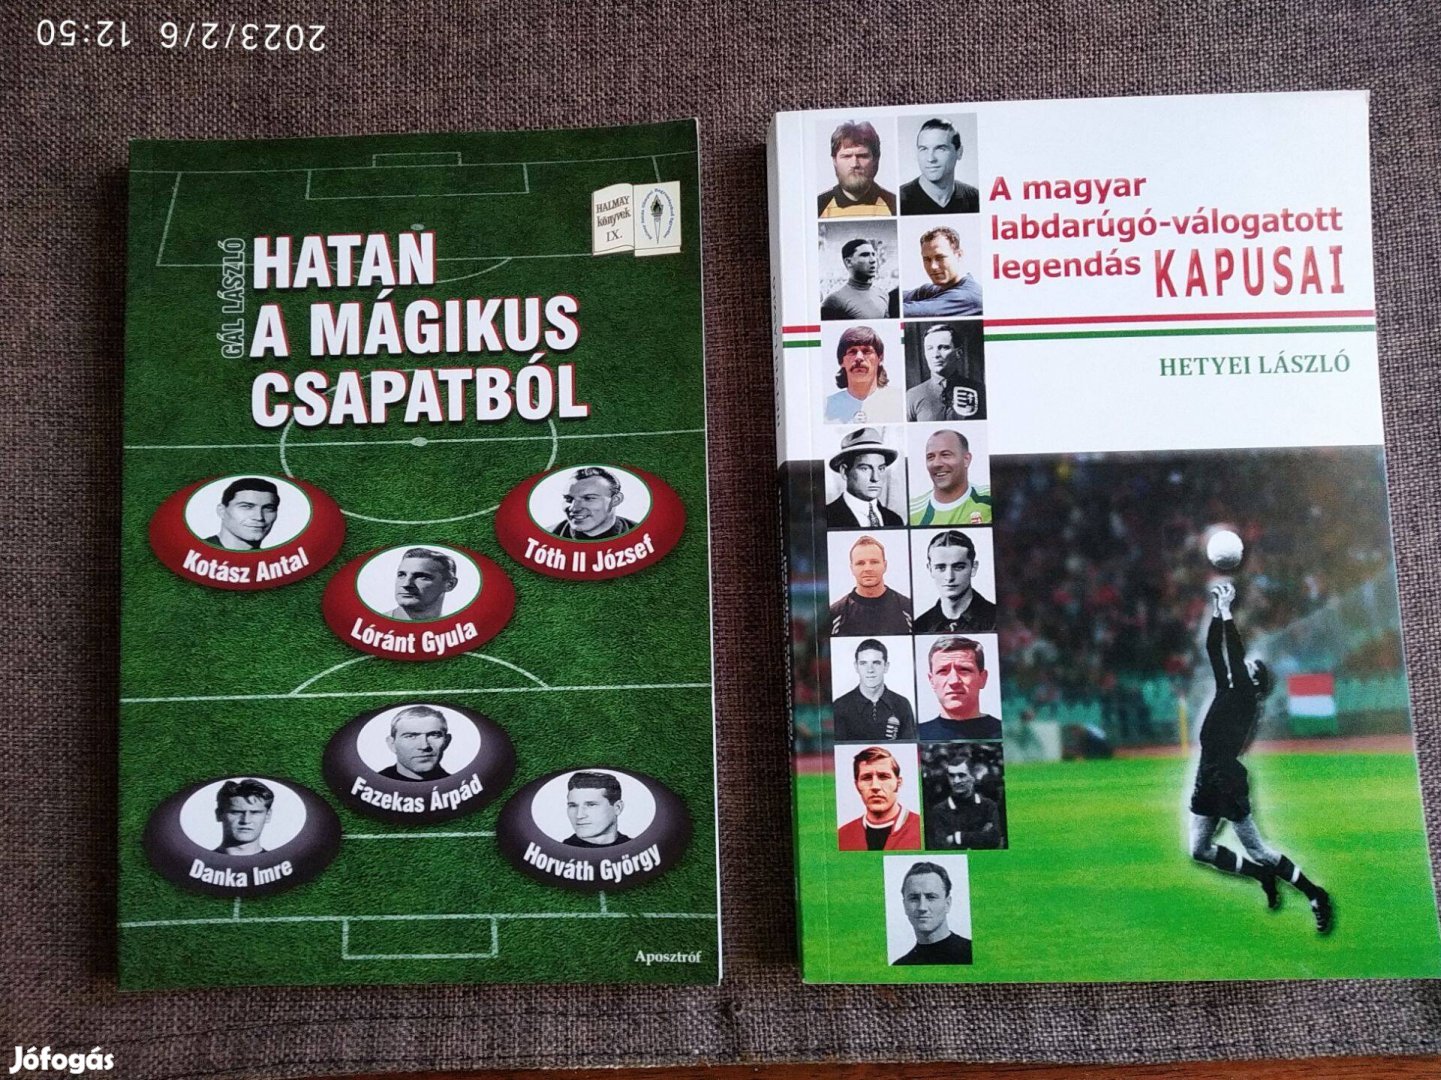 2023/2/6 12:50
GÁL LÁSZLÓ
HATAN
A MÁGIKUS
CSAPATBÓL
HALMAY
könyvek
IX.
Kotász Antal
Tóth II József
Lóránt Gyula
Fazekas Árpád
Danka Imre
Horváth György
Aposztróf
A magyar
labdarúgó-válogatott
legendás KAPUSAI
HETYEI LÁSZLÓ
Jófogás